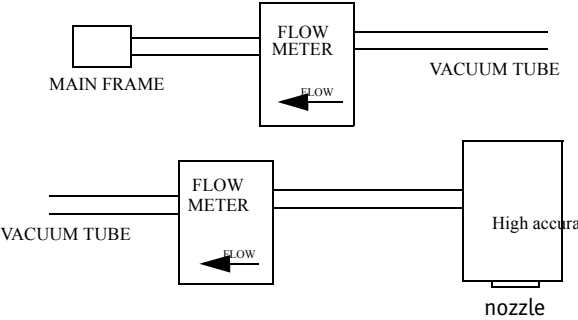 FLOW
METER
FLOW
MAIN FRAME
VACUUM TUBE
FLOW
METER
FLOW
VACUUM TUBE
High accura
nozzle